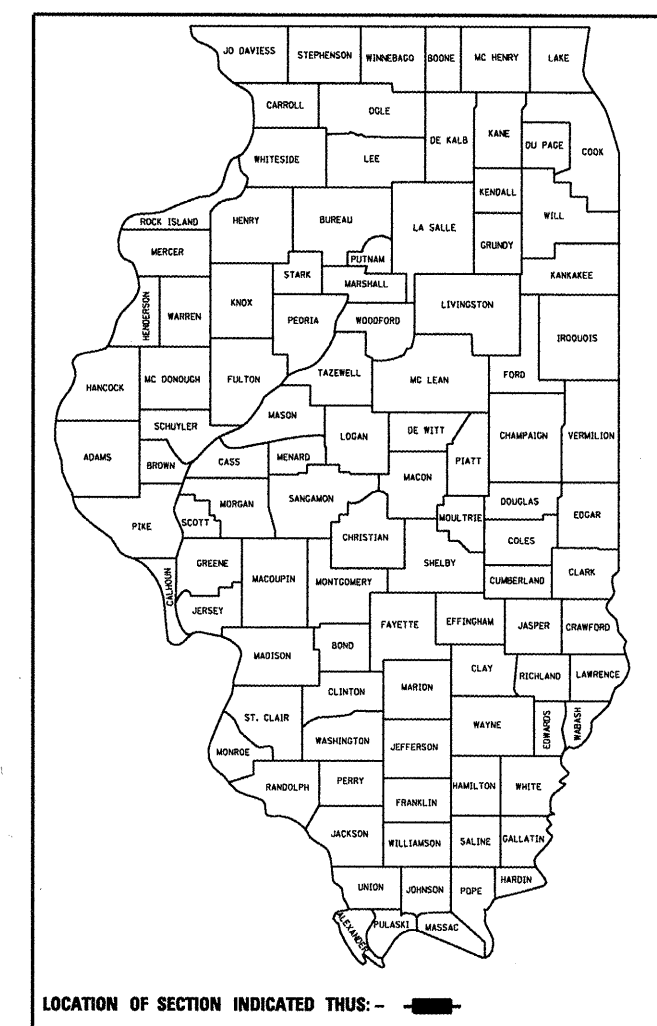 JO DAVIESS STEPHENSON WINNEBAGO BOONE MC HENRY LAKE
CARROLL OGLE DE KALB KANE DU PAGE COOK
WHITESIDE LEE
KENDALL
ROCK ISLAND HENRY BUREAU LA SALLE WILL
MERCER PUTNAM GRUNDY
STARK MARSHALL KANKAKEE
HENDERSON WARREN KNOX PEORIA WOODFORD LIVINGSTON IROQUOIS
HANCOCK MC DONOUGH FULTON TAZEWELL MC LEAN FORD
SCHUYLER MASON LOGAN DE WITT CHAMPAIGN VERMILION
ADAMS BROWN CASS MENARD MACON PIATT
PIKE SCOTT MORGAN SANGAMON MOULTRIE DOUGLAS EDGAR
CHRISTIAN COLES
CALHOUN GREENE MACOUPIN MONTGOMERY SHELBY CUMBERLAND CLARK
JERSEY FAYETTE EFFINGHAM JASPER CRAWFORD
MADISON BOND
CLINTON MARION CLAY RICHLAND LAWRENCE
ST. CLAIR WAYNE EDWARDS WABASH
MONROE WASHINGTON JEFFERSON
RANDOLPH PERRY HAMILTON WHITE
FRANKLIN
JACKSON WILLIAMSON SALINE GALLATIN
UNION JOHNSON POPE HARDIN
ALEXANDER PULASKI MASSAC
LOCATION OF SECTION INDICATED THUS: -